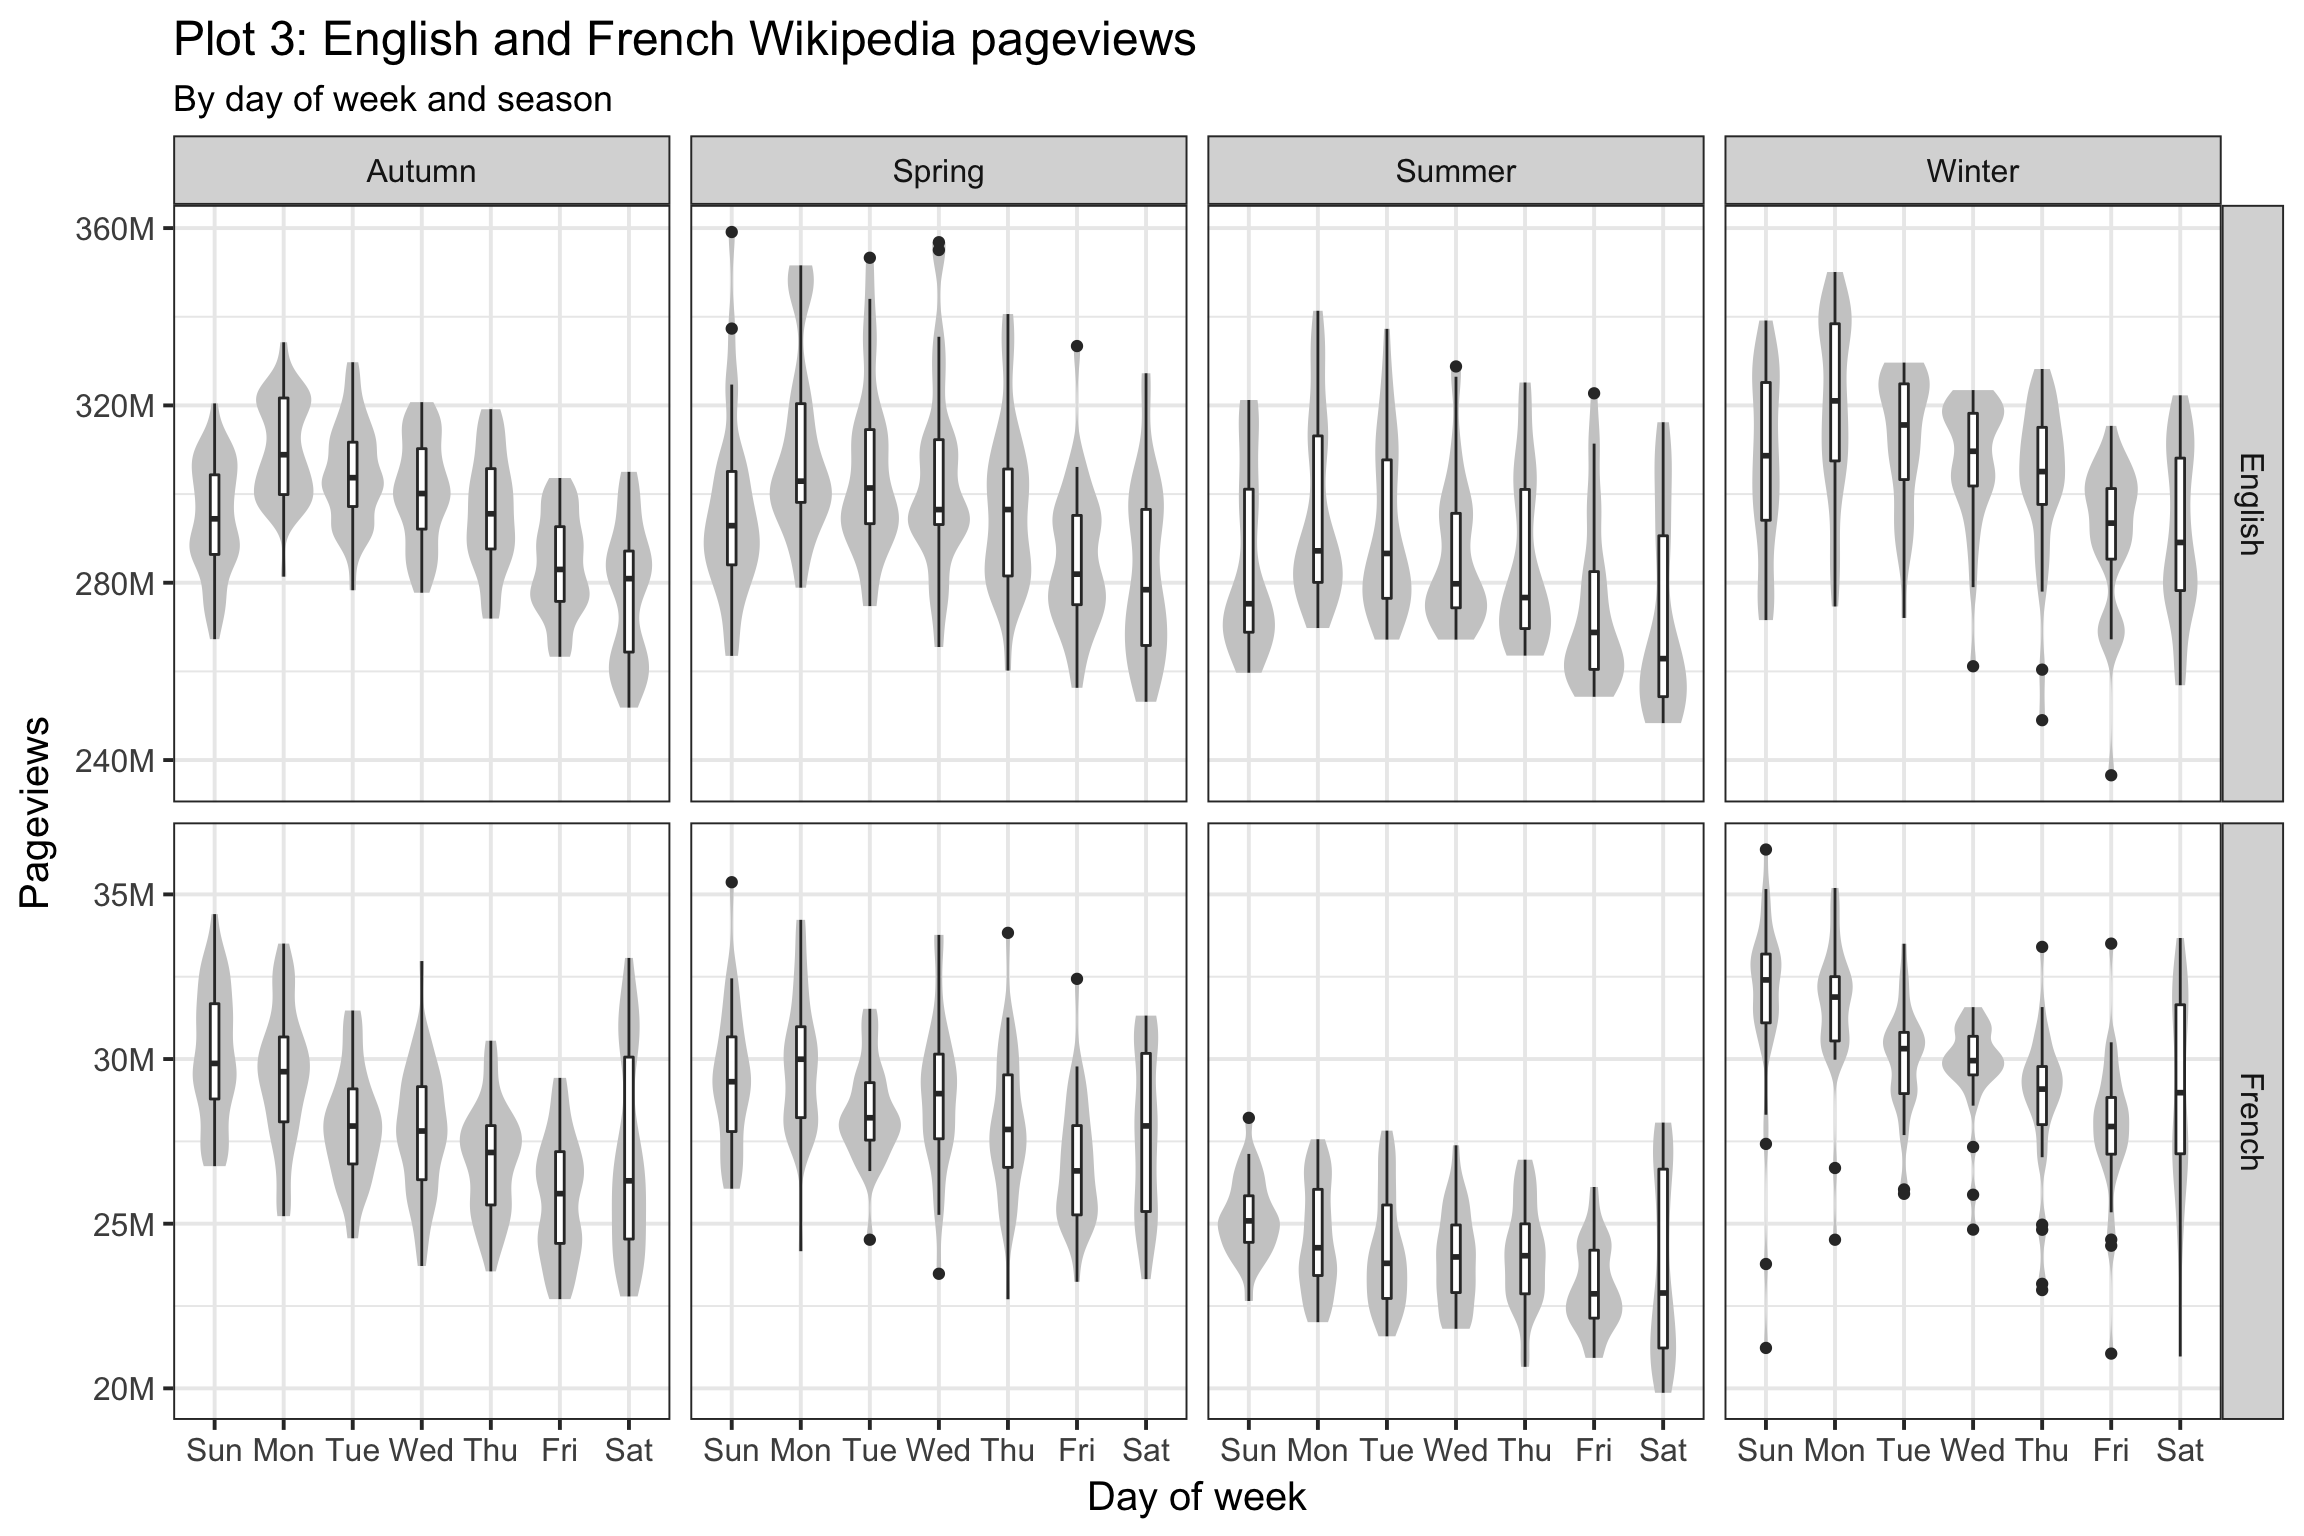 Plot 3: English and French Wikipedia pageviews
By day of week and season
Autumn Spring Summer Winter
360M
320M
280M
240M
English
Pageviews
35M
30M
25M
20M
French
Sun Mon Tue Wed Thu Fri Sat Sun Mon Tue Wed Thu Fri Sat Sun Mon Tue Wed Thu Fri Sat Sun Mon Tue Wed Thu Fri Sat
Day of week